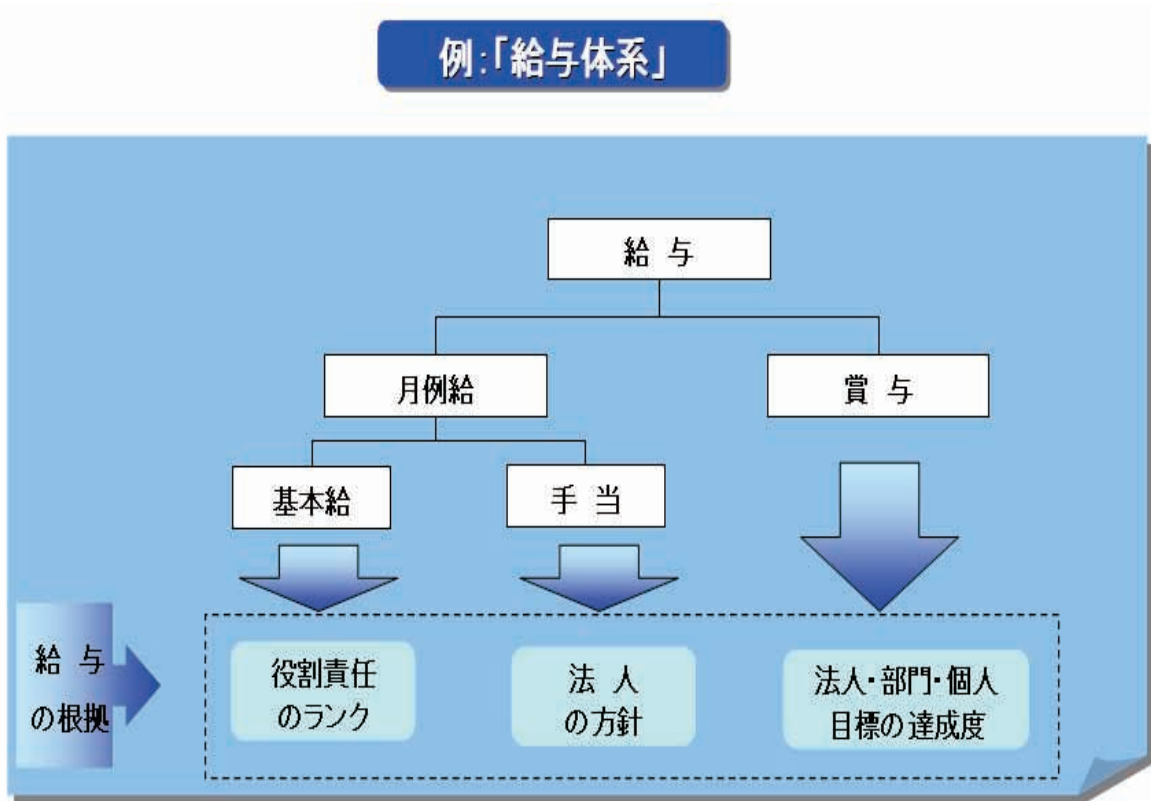 例:「給与体系」
給 与
月例給
賞 与
基本給
手 当
給 与
の根拠
役割責任
のランク
法 人
の方針
法人・部門・個人
目標の達成度